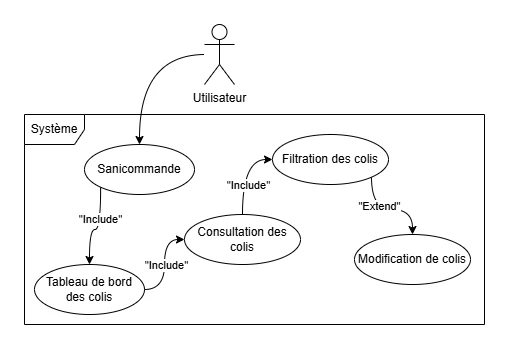 Utilisateur
Système
Sanicommande
Filtration des colis
"Include"
"Extend"
"Include"
Consultation des
colis
"Include"
Modification de colis
Tableau de bord
des colis